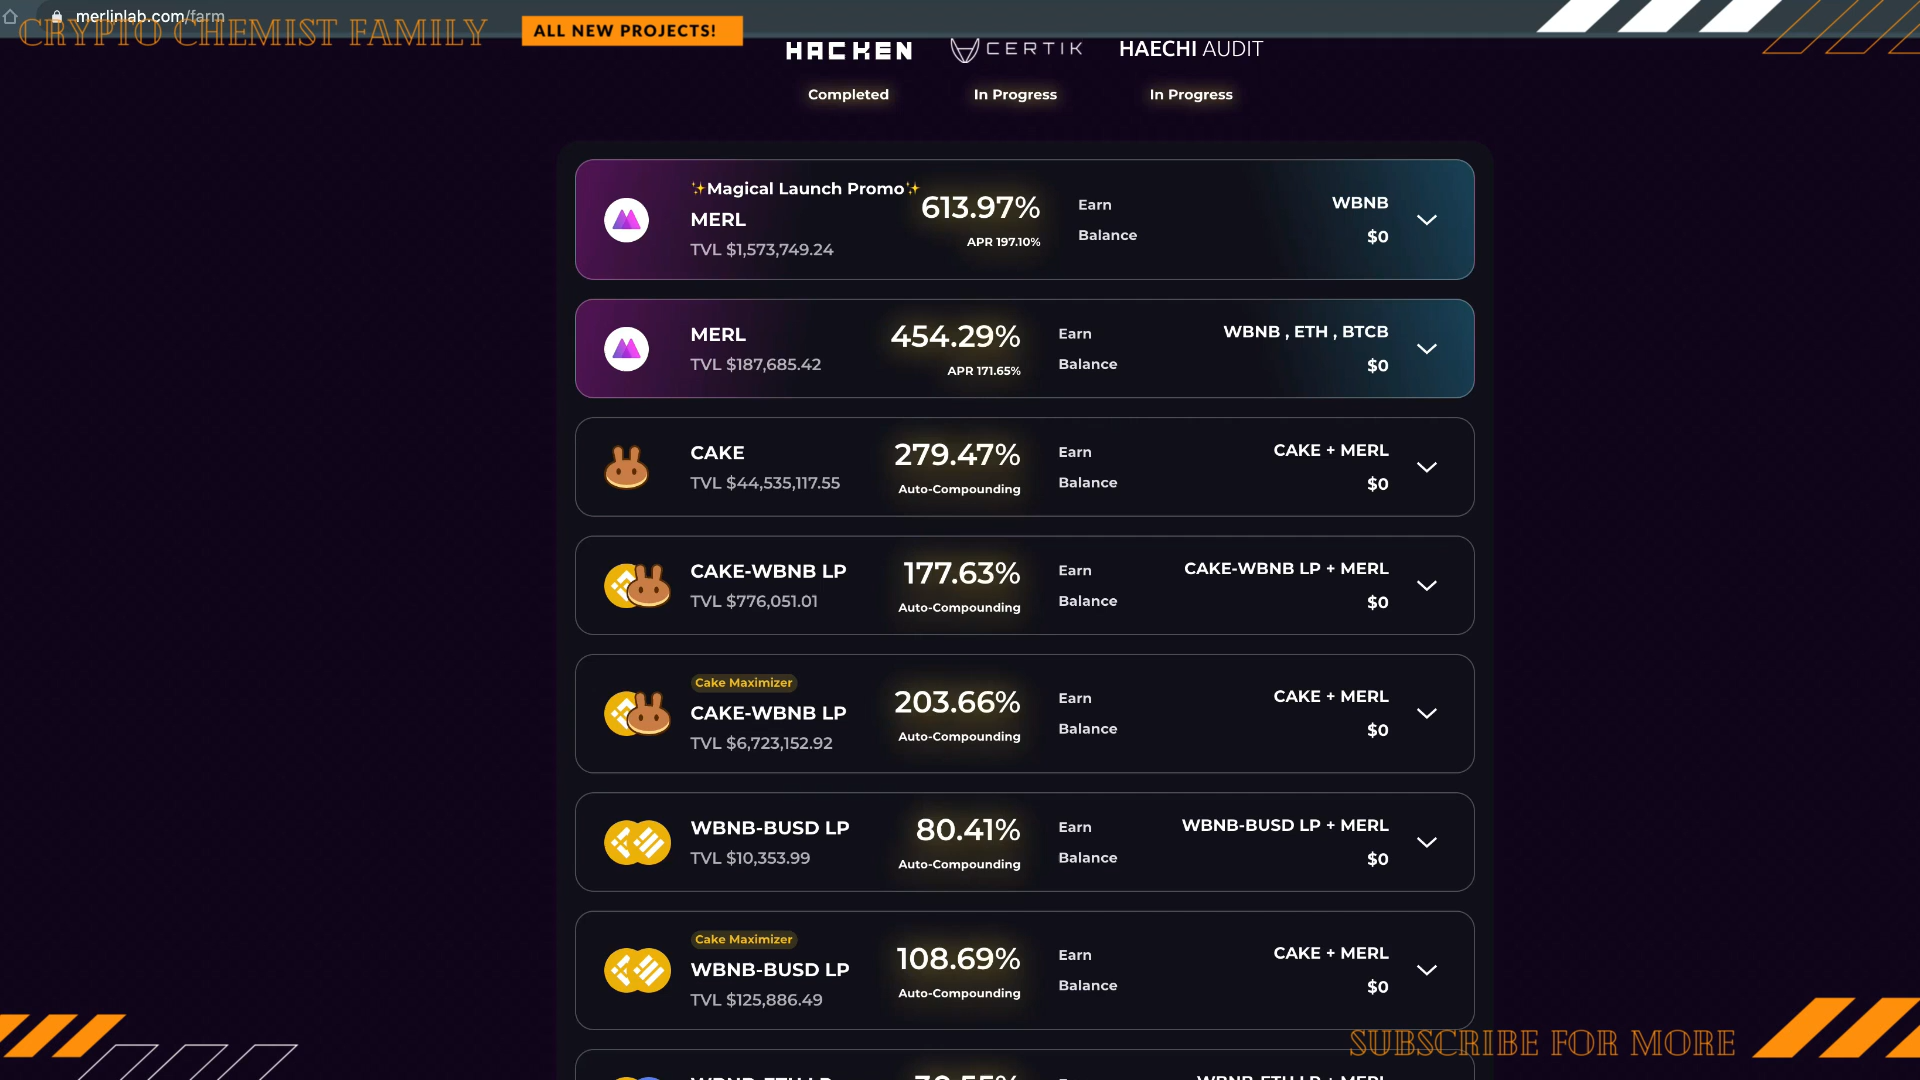 merlinlab.com/farm
CRYPTO CHEMIST FAMILY
ALL NEW PROJECTS!
HACKEN
CERTIK
HAECHI AUDIT
Completed
In Progress
In Progress
✨Magical Launch Promo✨
MERL
TVL $1,573,749.24
613.97%
APR 197.10%
Earn
WBNB
Balance
$0
MERL
TVL $187,685.42
454.29%
APR 171.65%
Earn
WBNB , ETH , BTCB
Balance
$0
CAKE
TVL $44,535,117.55
279.47%
Auto-Compounding
Earn
CAKE + MERL
Balance
$0
CAKE-WBNB LP
TVL $776,051.01
177.63%
Auto-Compounding
Earn
CAKE-WBNB LP + MERL
Balance
$0
Cake Maximizer
CAKE-WBNB LP
TVL $6,723,152.92
203.66%
Auto-Compounding
Earn
CAKE + MERL
Balance
$0
WBNB-BUSD LP
TVL $10,353.99
80.41%
Auto-Compounding
Earn
WBNB-BUSD LP + MERL
Balance
$0
Cake Maximizer
WBNB-BUSD LP
TVL $125,886.49
108.69%
Auto-Compounding
Earn
CAKE + MERL
Balance
$0
SUBSCRIBE FOR MORE
WBNB-ETH LP
WBNB-ETH LP + MERL